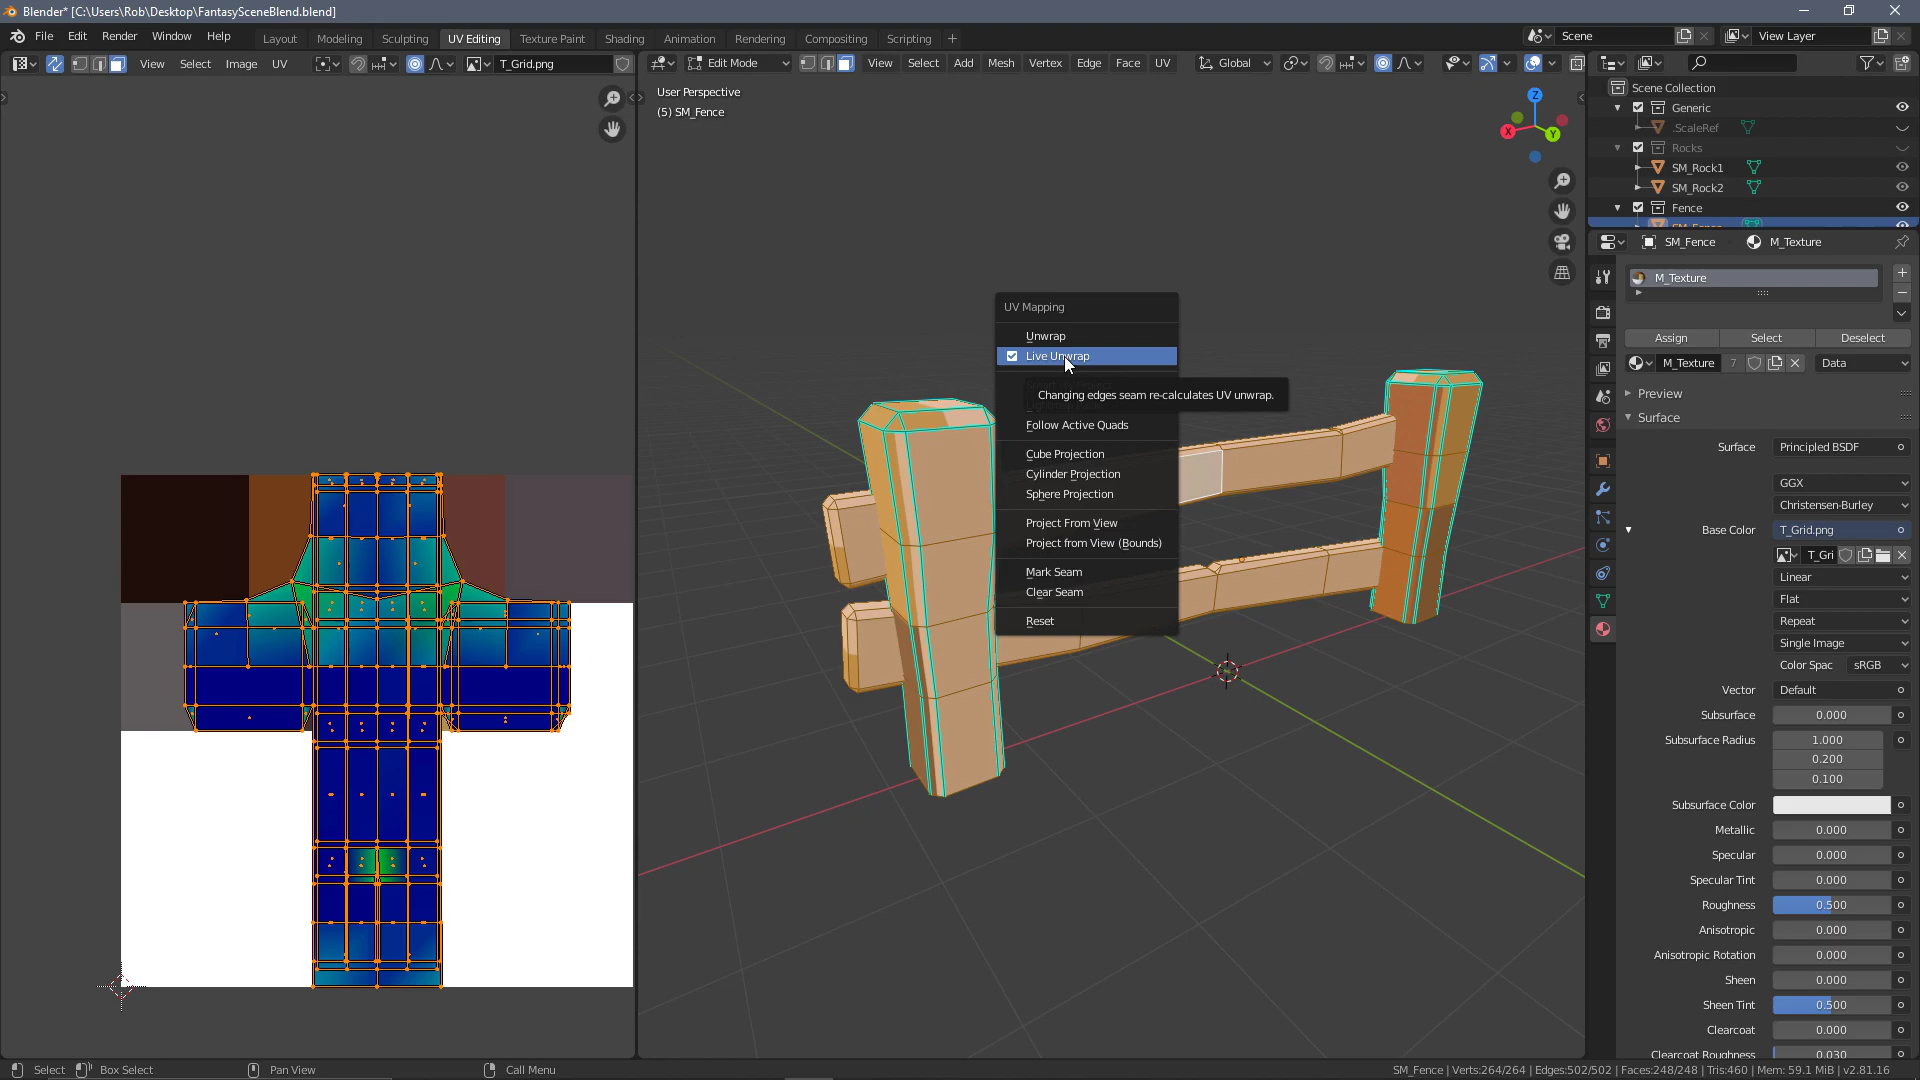 Blender* [C:\Users\Rob\Desktop\FantasySceneBlend.blend]
File Edit Render Window Help Layout Modeling Sculpting UV Editing Texture Paint Shading Animation Rendering Compositing Scripting + Scene View Layer
View Select Image UV T_Grid.png
Edit Mode View Select Add Mesh Vertex Edge Face UV Global
User Perspective
(5) SM_Fence
Z
X
Y
UV Mapping
Unwrap
Live Unwrap
Changing edges seam re-calculates UV unwrap.
Follow Active Quads
Cube Projection
Cylinder Projection
Sphere Projection
Project From View
Project from View (Bounds)
Mark Seam
Clear Seam
Reset
Scene Collection
Generic
.ScaleRef
Rocks
SM_Rock1
SM_Rock2
Fence
SM_Fence M_Texture
M_Texture
Assign Select Deselect
M_Texture 7 Data
Preview
Surface
Surface Principled BSDF
GGX
Christensen-Burley
Base Color T_Grid.png
T_Gri
Linear
Flat
Repeat
Single Image
Color Spac sRGB
Vector Default
Subsurface 0.000
Subsurface Radius 1.000
0.200
0.100
Subsurface Color
Metallic 0.000
Specular 0.000
Specular Tint 0.000
Roughness 0.500
Anisotropic 0.000
Anisotropic Rotation 0.000
Sheen 0.000
Sheen Tint 0.500
Clearcoat 0.000
Clearcoat Roughness 0.030
Select Box Select Pan View Call Menu SM_Fence | Verts:264/264 | Edges:502/502 | Faces:248/248 | Tris:460 | Mem: 59.1 MiB | v2.81.16